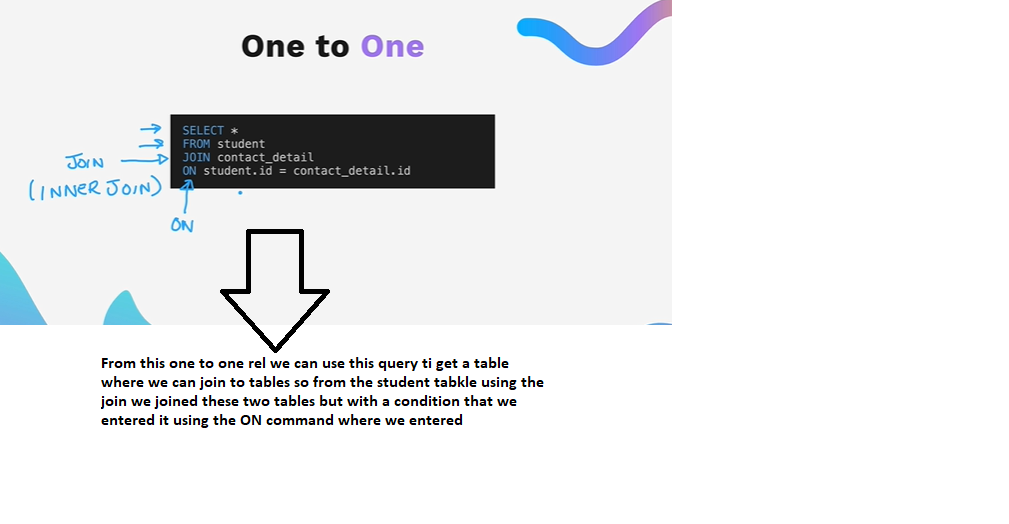 One to One
SELECT *
FROM student
JOIN contact_detail
ON student.id = contact_detail.id
JOIN
(INNER JOIN)
ON
From this one to one rel we can use this query ti get a table
where we can join to tables so from the student tabkle using the
join we joined these two tables but with a condition that we
entered it using the ON command where we entered